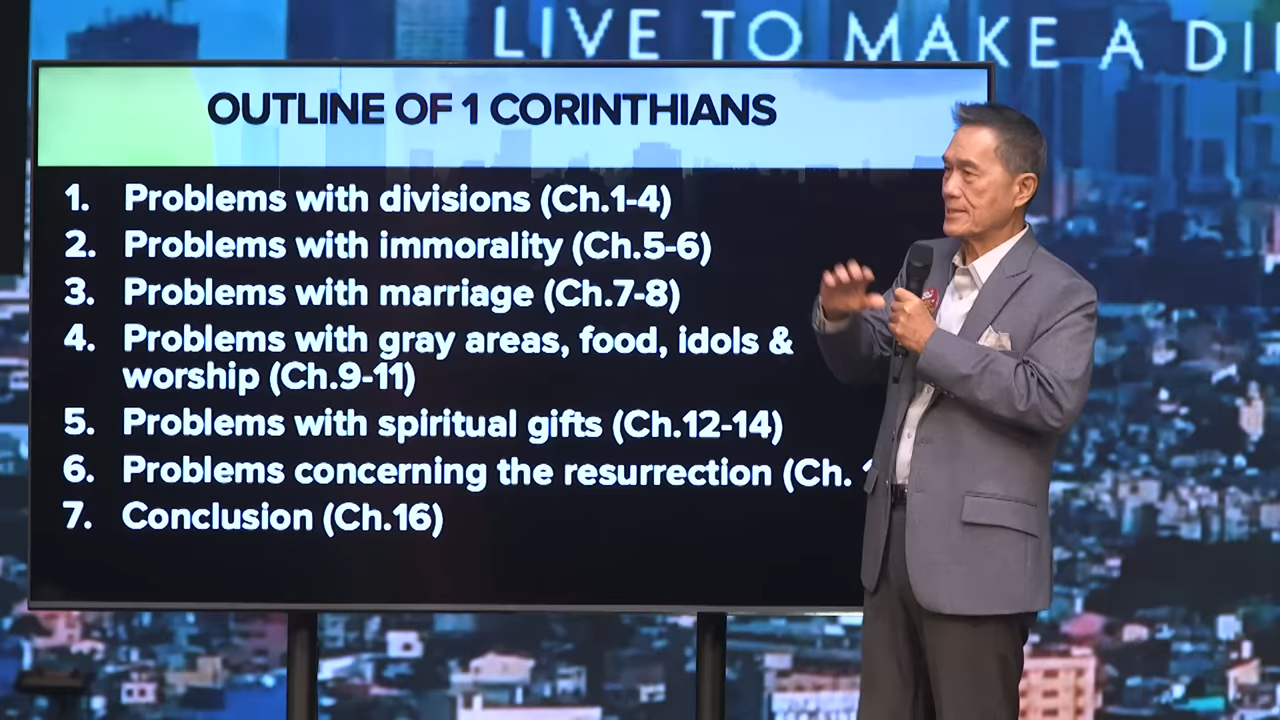 LIVE TO MAKE A
OUTLINE OF 1 CORINTHIANS
1. Problems with divisions (Ch.1-4)
2. Problems with immorality (Ch.5-6)
3. Problems with marriage (Ch.7-8)
4. Problems with gray areas, food, idols &
worship (Ch.9-11)
5. Problems with spiritual gifts (Ch.12-14)
6. Problems concerning the resurrection (Ch.
7. Conclusion (Ch.16)